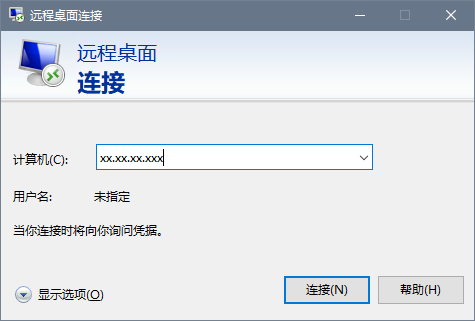 远程桌面连接
远程桌面
连接
计算机(C): xx.xx.xx.xxx
用户名: 未指定
当你连接时将向你询问凭据。
显示选项(O) 连接(N) 帮助(H)